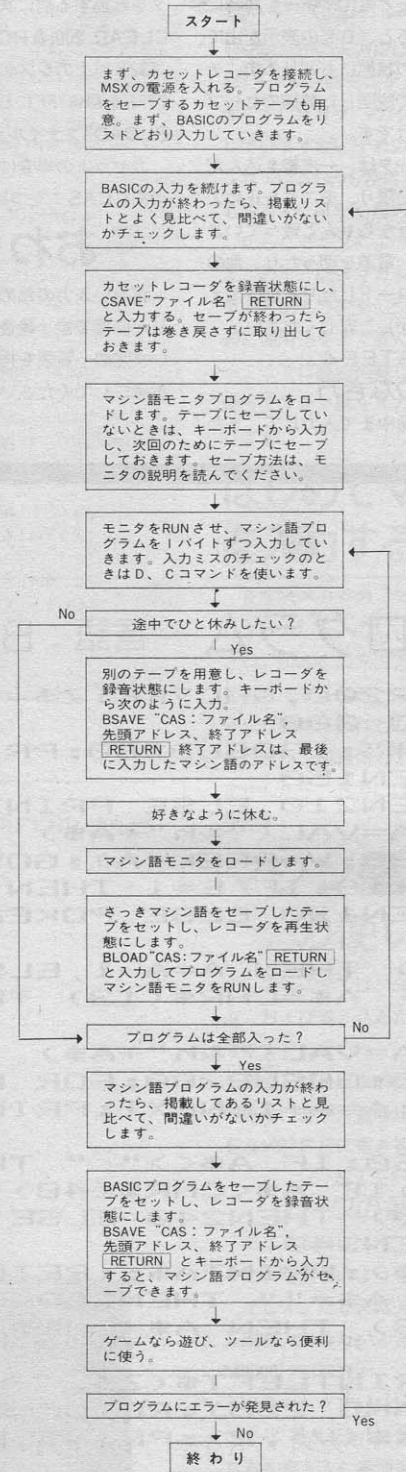 スタート
まず、カセットレコーダを接続し、
MSXの電源を入れる。プログラム
をセーブするカセットテープも用
意。まず、BASICのプログラムをリ
ストどおり入力していきます。
BASICの入力を続けます。プログラ
ムの入力が終わったら、掲載リス
トとよく見比べて、間違いがない
かチェックします。
カセットレコーダを録音状態にし、
CSAVE"ファイル名" RETURN
と入力する。セーブが終わったら
テープは巻き戻さずに取り出して
おきます。
マシン語モニタプログラムをロー
ドします。テープにセーブしてい
ないときは、キーボードから入力
し、次回のためにテープにセーブ
しておきます。セーブ方法は、モ
ニタの説明を読んでください。
モニタをRUNさせ、マシン語プロ
グラムを1バイトずつ入力してい
きます。入力ミスのチェックのと
きはD、Cコマンドを使います。
No
途中でひと休みしたい?
Yes
別のテープを用意し、レコーダを
録音状態にします。キーボードか
ら次のように入力。
BSAVE "CAS:ファイル名",
先頭アドレス、終了アドレス
RETURN 終了アドレスは、最後
に入力したマシン語のアドレスです。
好きなように休む。
マシン語モニタをロードします。
さっきマシン語をセーブしたテー
プをセットし、レコーダを再生状
態にします。
BLOAD"CAS:ファイル名" RETURN
と入力してプログラムをロードし
マシン語モニタをRUNします。
プログラムは全部入った?
No
Yes
マシン語プログラムの入力が終わ
ったら、掲載してあるリストと見
比べて、間違いがないかチェック
します。
BASICプログラムをセーブしたテー
プをセットし、レコーダを録音状
態にします。
BSAVE "CAS:ファイル名",
先頭アドレス、終了アドレス
RETURN とキーボードから入力
すると、マシン語プログラムがセ
ーブできます。
ゲームなら遊び、ツールなら便利
に使う。
プログラムにエラーが発見された?
Yes
No
終わり